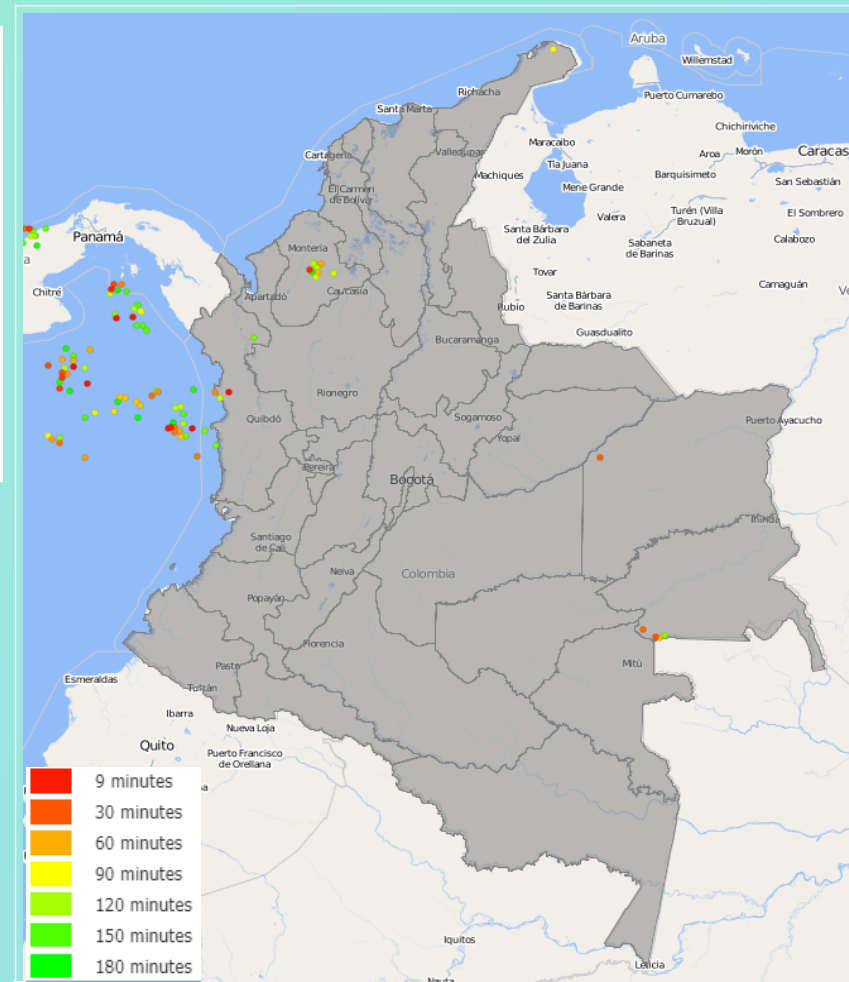 Aruba
Willemstad
Riohacha
Puerto Cumarebo
Santa Marta
Chichiriviche
Maracaibo
Caracas
Cartagena
Valledupar
Aroa
Morón
Tía Juana
Machiques
Barquisimeto
San Sebastián
El Carmen
de Bolívar
Mene Grande
Turén (Villa
Bruzual)
El Sombrero
Valera
Santa Bárbara
del Zulia
Panamá
Montería
Sabaneta
de Barinas
Calabozo
Tovar
Camaguán
Chitré
Apartadó
Caucasia
Santa Bárbara
de Barinas
Rubio
Guasdualito
Bucaramanga
Rionegro
Quibdó
Sogamoso
Puerto Ayacucho
Yopal
Pereira
Bogotá
Inírida
Santiago
de Cali
Neiva
Colombia
Popayán
Florencia
Mitú
Pasto
Esmeraldas
Tulcán
Ibarra
Nueva Loja
Quito
Puerto Francisco
de Orellana
9 minutes
30 minutes
60 minutes
90 minutes
120 minutes
150 minutes
180 minutes
Iquitos
Leticia
Nauta